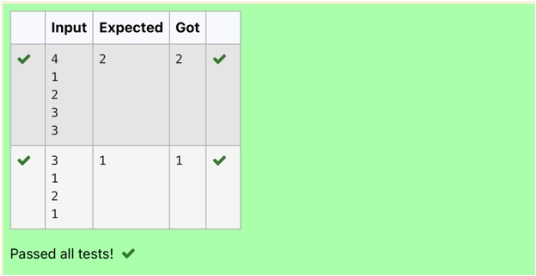 Input Expected Got
4 2 2
1
2
3
3
3 1 1
1
2
1
Passed all tests!